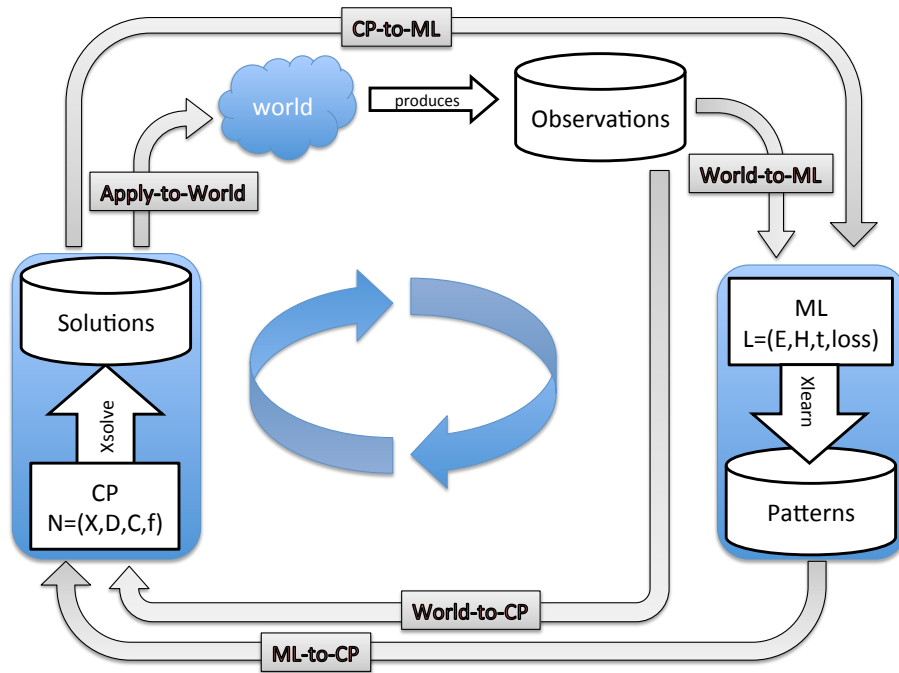 CP-to-ML
world
produces
Observations
Apply-to-World
World-to-ML
Solutions
ML
L=(E,H,t,loss)
Xsolve
Xlearn
CP
N=(X,D,C,f)
Patterns
World-to-CP
ML-to-CP